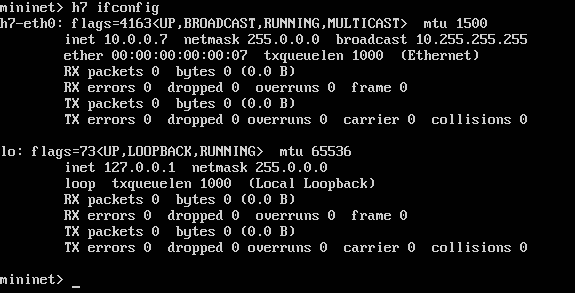 mininet> h7 ifconfig
h7-eth0: flags=4163<UP,BROADCAST,RUNNING,MULTICAST>  mtu 1500
inet 10.0.0.7  netmask 255.0.0.0  broadcast 10.255.255.255
ether 00:00:00:00:00:07  txqueuelen 1000  (Ethernet)
RX packets 0  bytes 0 (0.0 B)
RX errors 0  dropped 0  overruns 0  frame 0
TX packets 0  bytes 0 (0.0 B)
TX errors 0  dropped 0 overruns 0  carrier 0  collisions 0

lo: flags=73<UP,LOOPBACK,RUNNING>  mtu 65536
inet 127.0.0.1  netmask 255.0.0.0
loop  txqueuelen 1000  (Local Loopback)
RX packets 0  bytes 0 (0.0 B)
RX errors 0  dropped 0  overruns 0  frame 0
TX packets 0  bytes 0 (0.0 B)
TX errors 0  dropped 0 overruns 0  carrier 0  collisions 0

mininet> _